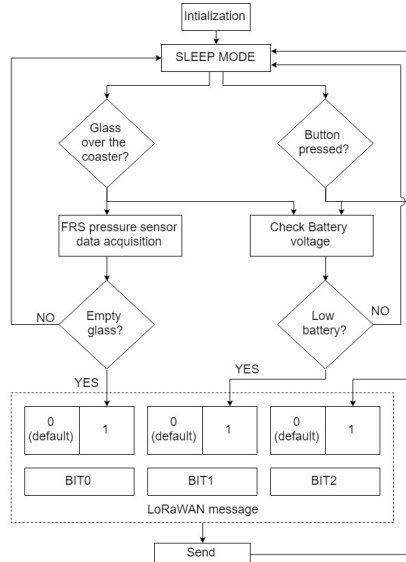 Intialization
SLEEP MODE
Glass
over the
coaster?
Button
pressed?
FRS pressure sensor
data acquisition
Check Battery
voltage
NO
Empty
glass?
Low
battery?
NO
YES
YES
0
(default)
1
0
(default)
1
0
(default)
1
BIT0
BIT1
BIT2
LoRaWAN message
Send